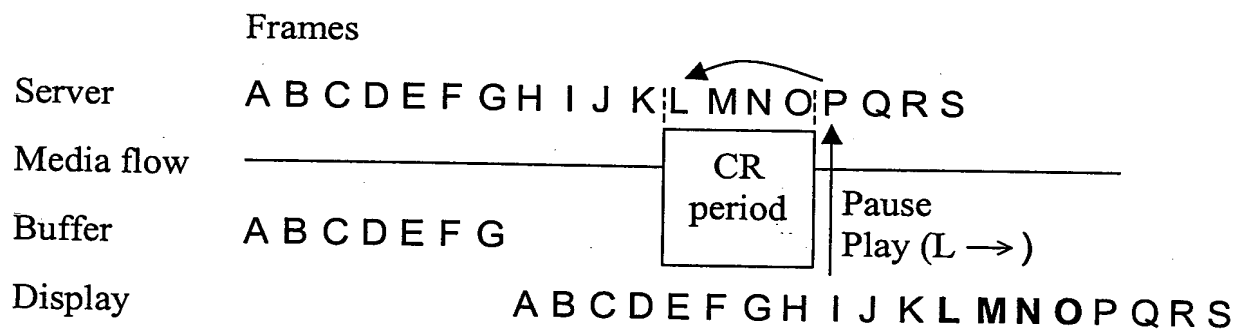 Frames
Server A B C D E F G H I J K L M N O P Q R S
Media flow
CR
period
Pause
Play (L → )
Buffer A B C D E F G
Display A B C D E F G H I J K L M N O P Q R S